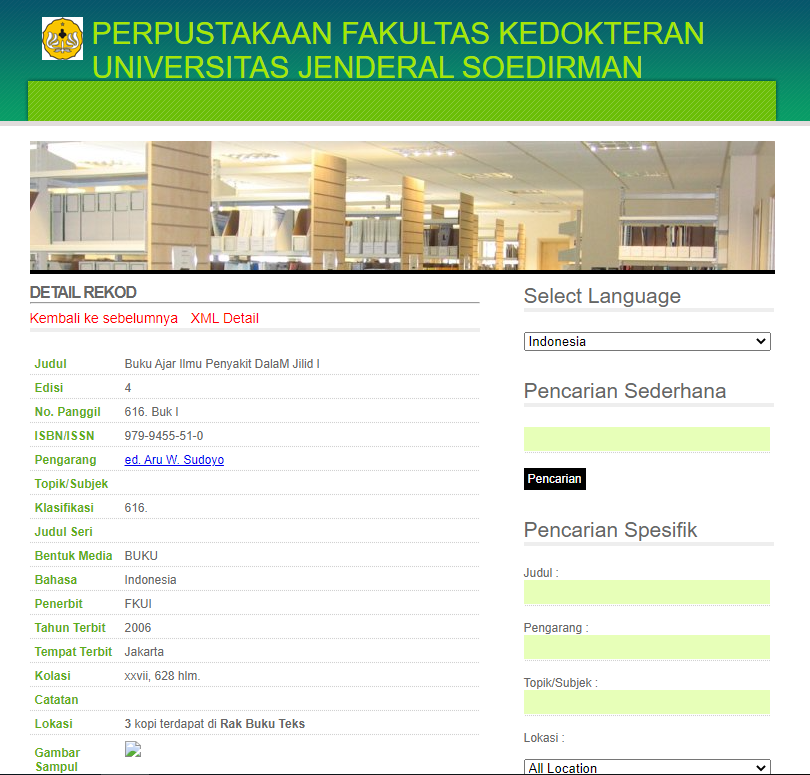 PERPUSTAKAAN FAKULTAS KEDOKTERAN
UNIVERSITAS JENDERAL SOEDIRMAN
DETAIL REKOD
Kembali ke sebelumnya XML Detail
Judul Buku Ajar Ilmu Penyakit DalaM Jilid I
Edisi 4
No. Panggil 616. Buk I
ISBN/ISSN 979-9455-51-0
Pengarang ed. Aru W. Sudoyo
Topik/Subjek
Klasifikasi 616.
Judul Seri
Bentuk Media BUKU
Bahasa Indonesia
Penerbit FKUI
Tahun Terbit 2006
Tempat Terbit Jakarta
Kolasi xxvii, 628 hlm.
Catatan
Lokasi 3 kopi terdapat di Rak Buku Teks
Gambar
Sampul
Select Language
Indonesia
Pencarian Sederhana
Pencarian
Pencarian Spesifik
Judul :
Pengarang :
Topik/Subjek :
Lokasi :
All Location